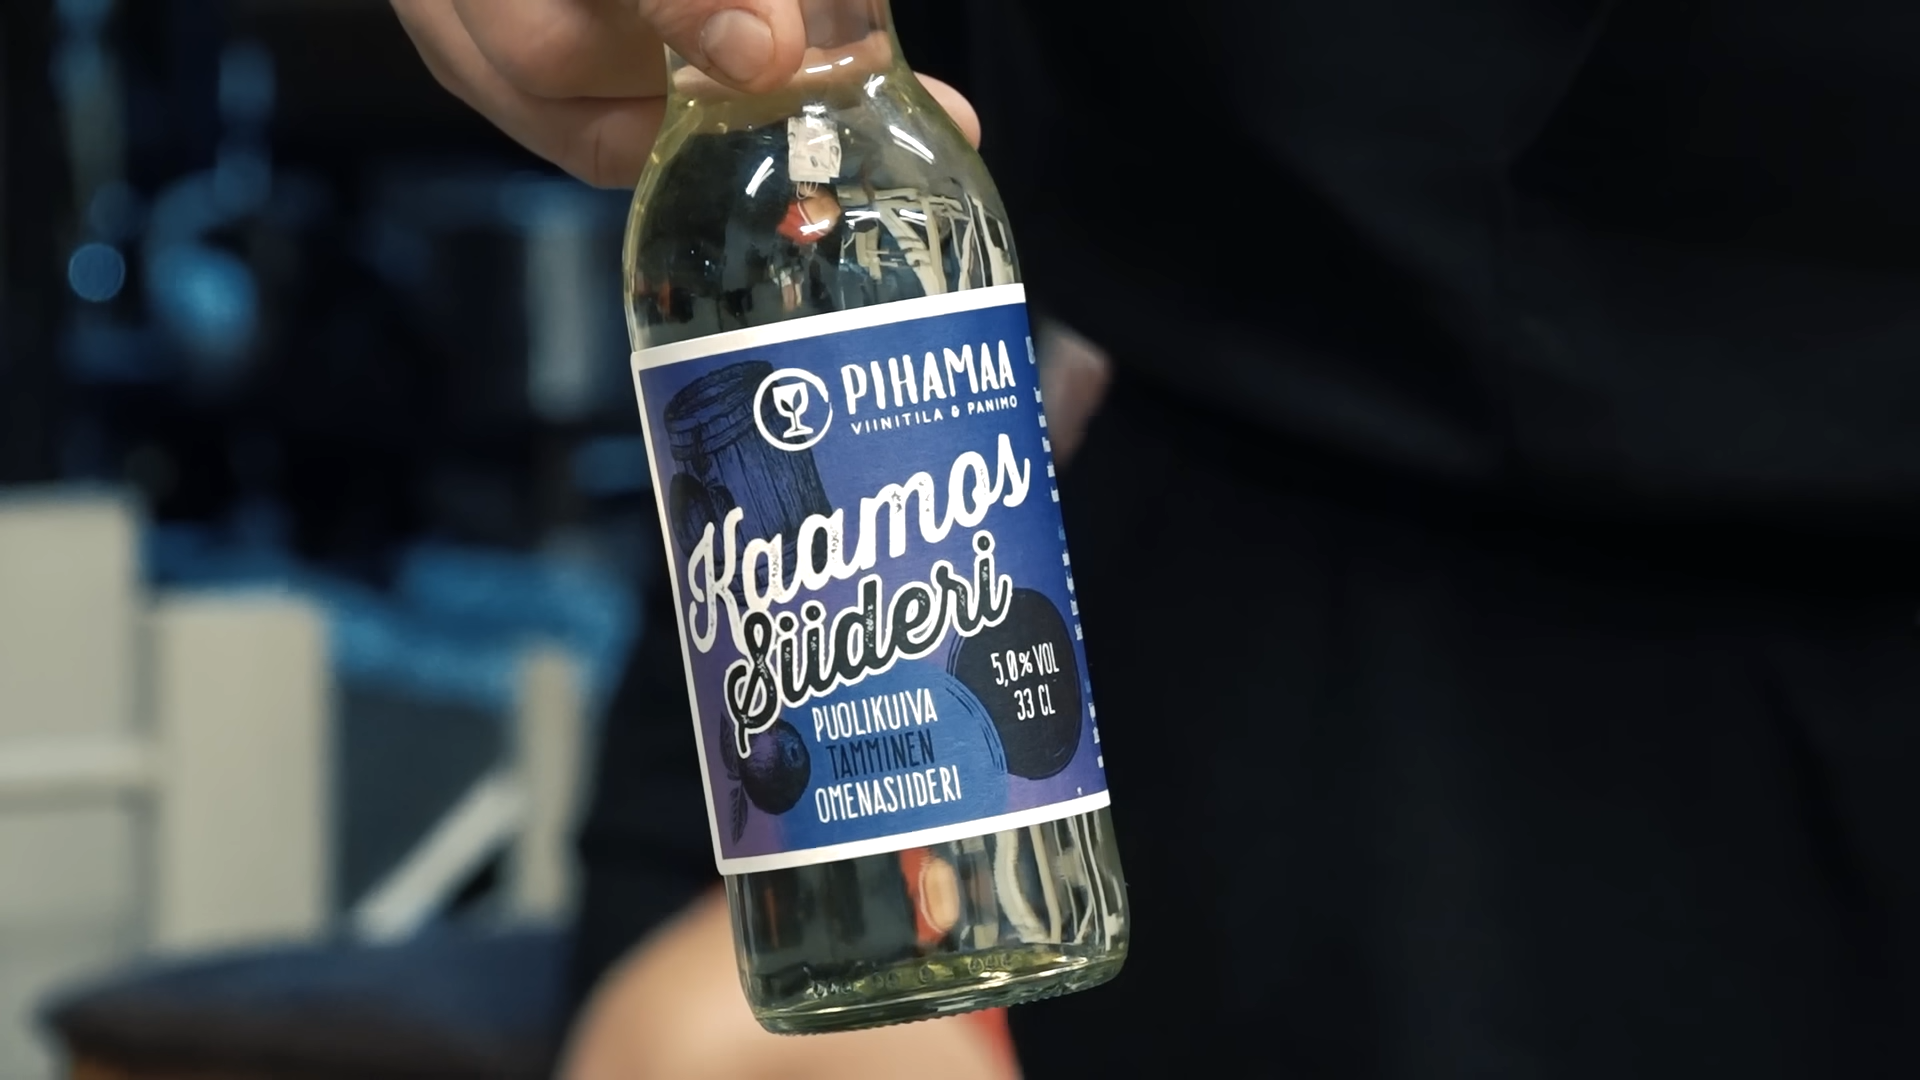 PIHAMAA
VIINITILA & PANIMO
Kaamos
Siideri
5,0% VOL
33 CL
PUOLIKUIVA
TAMMINEN
OMENASIIDERI